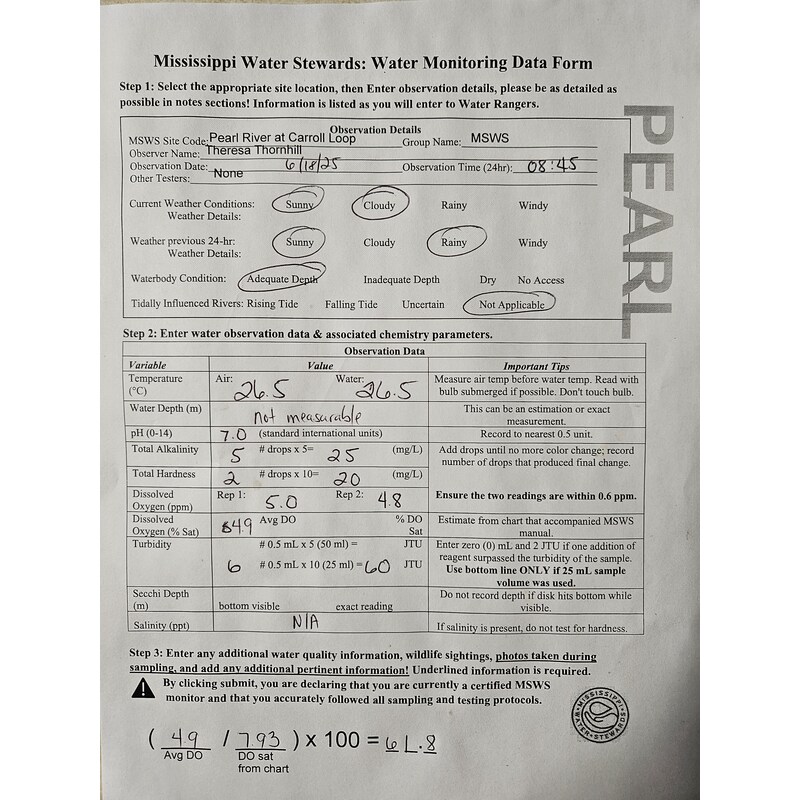 Mississippi Water Stewards: Water Monitoring Data Form
Step 1: Select the appropriate site location, then Enter observation details, please be as detailed as
possible in notes sections! Information is listed as you will enter to Water Rangers.
PEARL
Observation Details
MSWS Site Code: Pearl River at Carroll Loop Group Name: MSWS
Observer Name: Theresa Thornhill
Observation Date: 6/18/25 Observation Time (24hr): 08:45
Other Testers: None
Current Weather Conditions: Sunny Cloudy Rainy Windy
Weather Details:
Weather previous 24-hr: Sunny Cloudy Rainy Windy
Weather Details:
Waterbody Condition: Adequate Depth Inadequate Depth Dry No Access
Tidally Influenced Rivers: Rising Tide Falling Tide Uncertain Not Applicable
Step 2: Enter water observation data & associated chemistry parameters.
Observation Data
Variable Value Important Tips
Temperature Air: 26.5 Water: 26.5 Measure air temp before water temp. Read with
(°C) bulb submerged if possible. Don't touch bulb.
Water Depth (m) not measurable This can be an estimation or exact
measurement.
pH (0-14) 7.0 (standard international units) Record to nearest 0.5 unit.
Total Alkalinity 5 # drops x 5= 25 (mg/L) Add drops until no more color change; record
number of drops that produced final change.
Total Hardness 2 # drops x 10= 20 (mg/L)
Dissolved Rep 1: 5.0 Rep 2: 4.8 Ensure the two readings are within 0.6 ppm.
Oxygen (ppm)
Dissolved 4.9 Avg DO % DO Estimate from chart that accompanied MSWS
Oxygen (% Sat) Sat manual.
Turbidity # 0.5 mL x 5 (50 ml) = JTU Enter zero (0) mL and 2 JTU if one addition of
reagent surpassed the turbidity of the sample.
6 # 0.5 mL x 10 (25 ml) = 60 JTU Use bottom line ONLY if 25 mL sample
volume was used.
Secchi Depth Do not record depth if disk hits bottom while
(m) bottom visible exact reading visible.
Salinity (ppt) N/A If salinity is present, do not test for hardness.
Step 3: Enter any additional water quality information, wildlife sightings, photos taken during
sampling, and add any additional pertinent information! Underlined information is required.
By clicking submit, you are declaring that you are currently a certified MSWS
monitor and that you accurately followed all sampling and testing protocols.
MISSISSIPPI
WATER STEWARDS
( 4.9 / 7.93 ) x 100 = 61.8
Avg DO DO sat
from chart